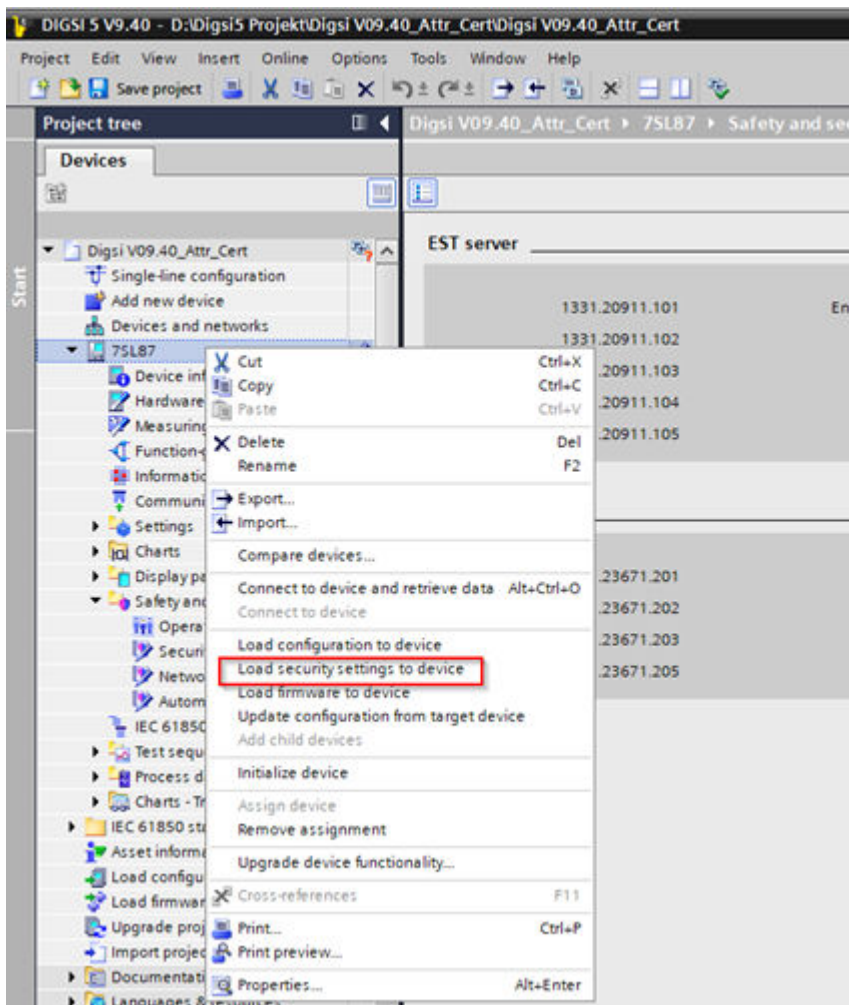 DIGSI 5 V9.40 - D:\Digsi5 Projekt\Digsi V09.40_Attr_Cert\Digsi V09.40_Attr_Cert
Project Edit View Insert Online Options Tools Window Help
Save project
Project tree
Digsi V09.40_Attr_Cert 7SL87 Safety and se
Devices
Start
Digsi V09.40_Attr_Cert
Single-line configuration
Add new device
Devices and networks
7SL87
Device inf
Hardware
Measuring
Function-
Informatio
Communi
Settings
Charts
Display pa
Safety and
Opera
Securi
Netwo
Autom
IEC 61850
Test sequ
Process d
Charts - Tr
IEC 61850 sta
Asset informa
Load configu
Load firmwar
Upgrade proj
Import projec
Documentati
Languages & resources
Cut Ctrl+X
Copy Ctrl+C
Paste Ctrl+V
Delete Del
Rename F2
Export...
Import...
Compare devices...
Connect to device and retrieve data Alt+Ctrl+O
Connect to device
Load configuration to device
Load security settings to device
Load firmware to device
Update configuration from target device
Add child devices
Initialize device
Assign device
Remove assignment
Upgrade device functionality...
Cross-references F11
Print... Ctrl+P
Print preview...
Properties... Alt+Enter
EST server
1331.20911.101 En
1331.20911.102
.20911.103
.20911.104
.20911.105
.23671.201
.23671.202
.23671.203
.23671.205